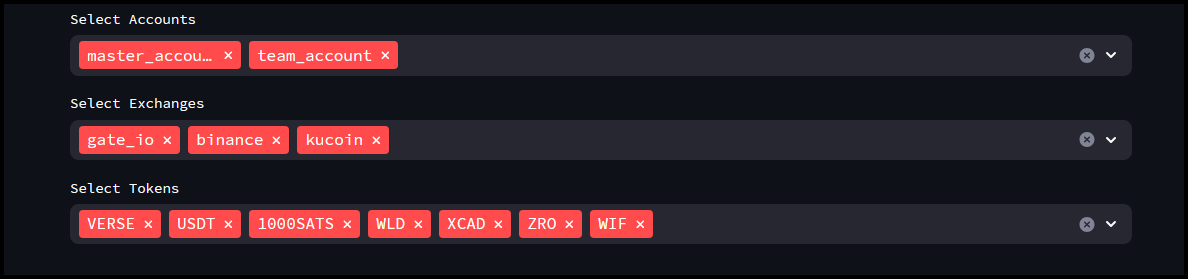 Select Accounts
master_accou… × team_account ×
Select Exchanges
gate_io × binance × kucoin ×
Select Tokens
VERSE × USDT × 1000SATS × WLD × XCAD × ZRO × WIF ×